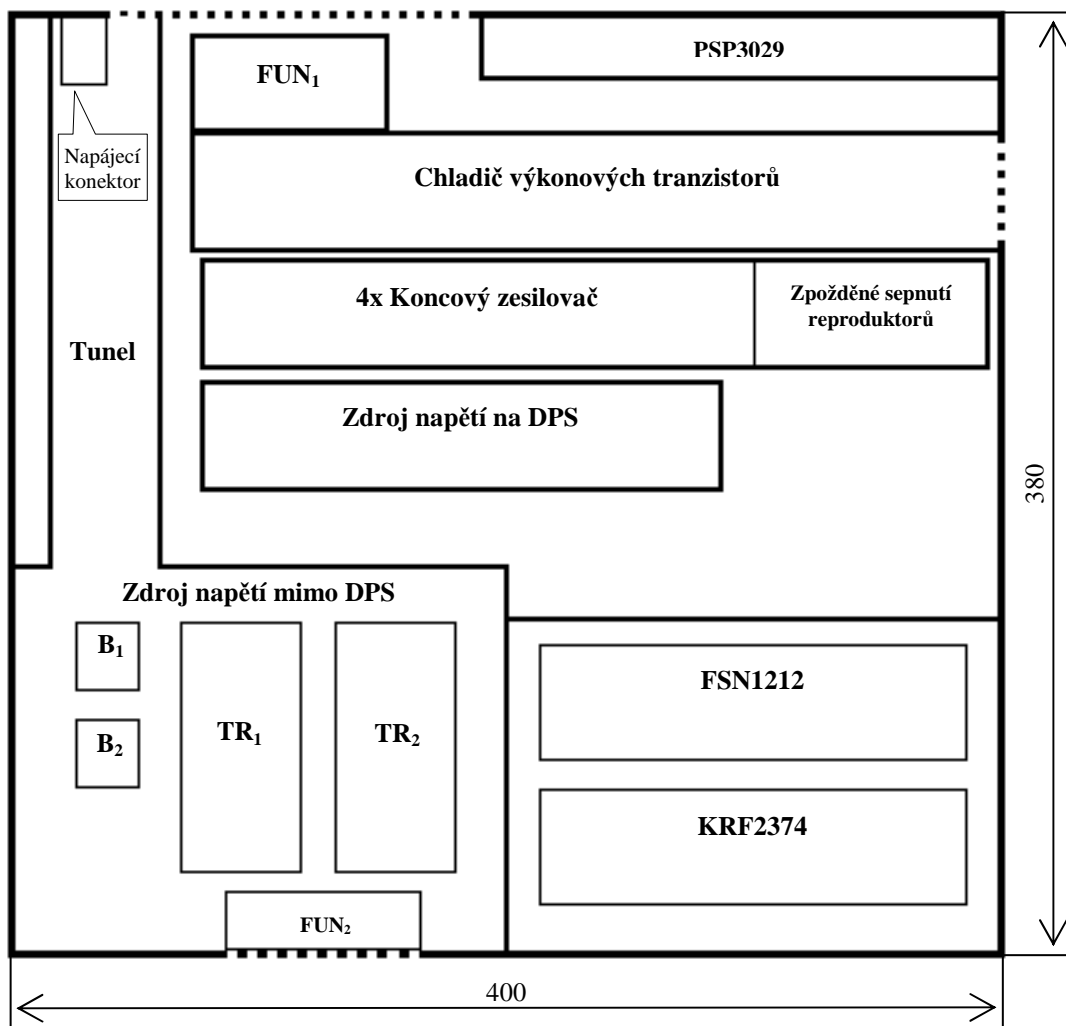 PSP3029
FUN₁
Napájecí
konektor
Chladič výkonových tranzistorů
4x Koncový zesilovač
Zpožděné sepnutí
reproduktorů
Tunel
Zdroj napětí na DPS
380
Zdroj napětí mimo DPS
B₁
B₂
TR₁
TR₂
FSN1212
KRF2374
FUN₂
400